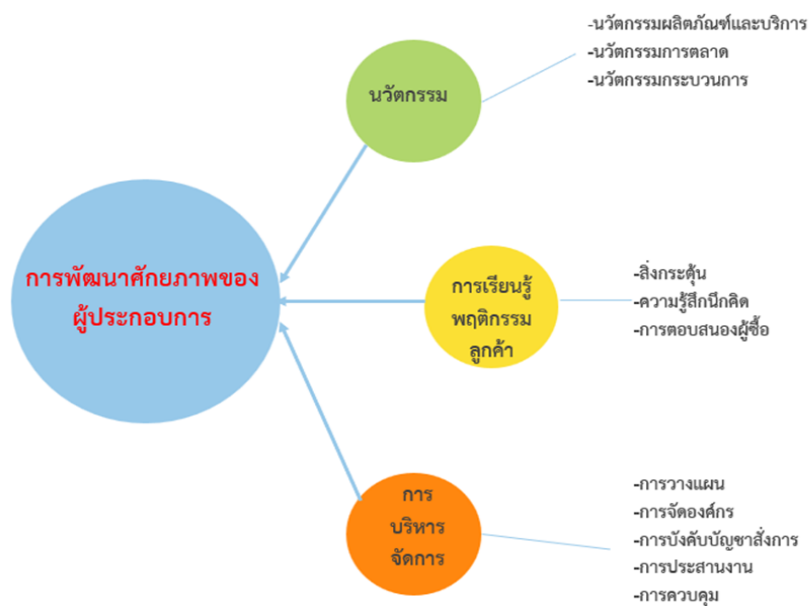 -นวัตกรรมผลิตภัณฑ์และบริการ
-นวัตกรรมการตลาด
-นวัตกรรมกระบวนการ
นวัตกรรม
การพัฒนาศักยภาพของ
ผู้ประกอบการ
การเรียนรู้
พฤติกรรม
ลูกค้า
-สิ่งกระตุ้น
-ความรู้สึกนึกคิด
-การตอบสนองผู้ซื้อ
การ
บริหาร
จัดการ
-การวางแผน
-การจัดองค์กร
-การบังคับบัญชาสั่งการ
-การประสานงาน
-การควบคุม